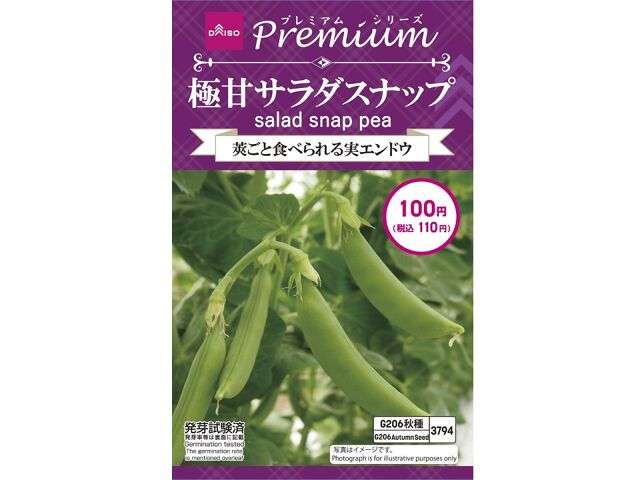 プレミアム シリーズ
DAISO
Premium
極甘サラダスナップ
salad snap pea
莢ごと食べられる実エンドウ
100円
(税込 110円)
発芽試験済
発芽率等は裏面に記載
Germination tested
(The germination rate
is mentioned overleaf)
G206秋種
G206AutumnSeed
3794
写真はイメージです。
Photograph is for illustrative purposes only